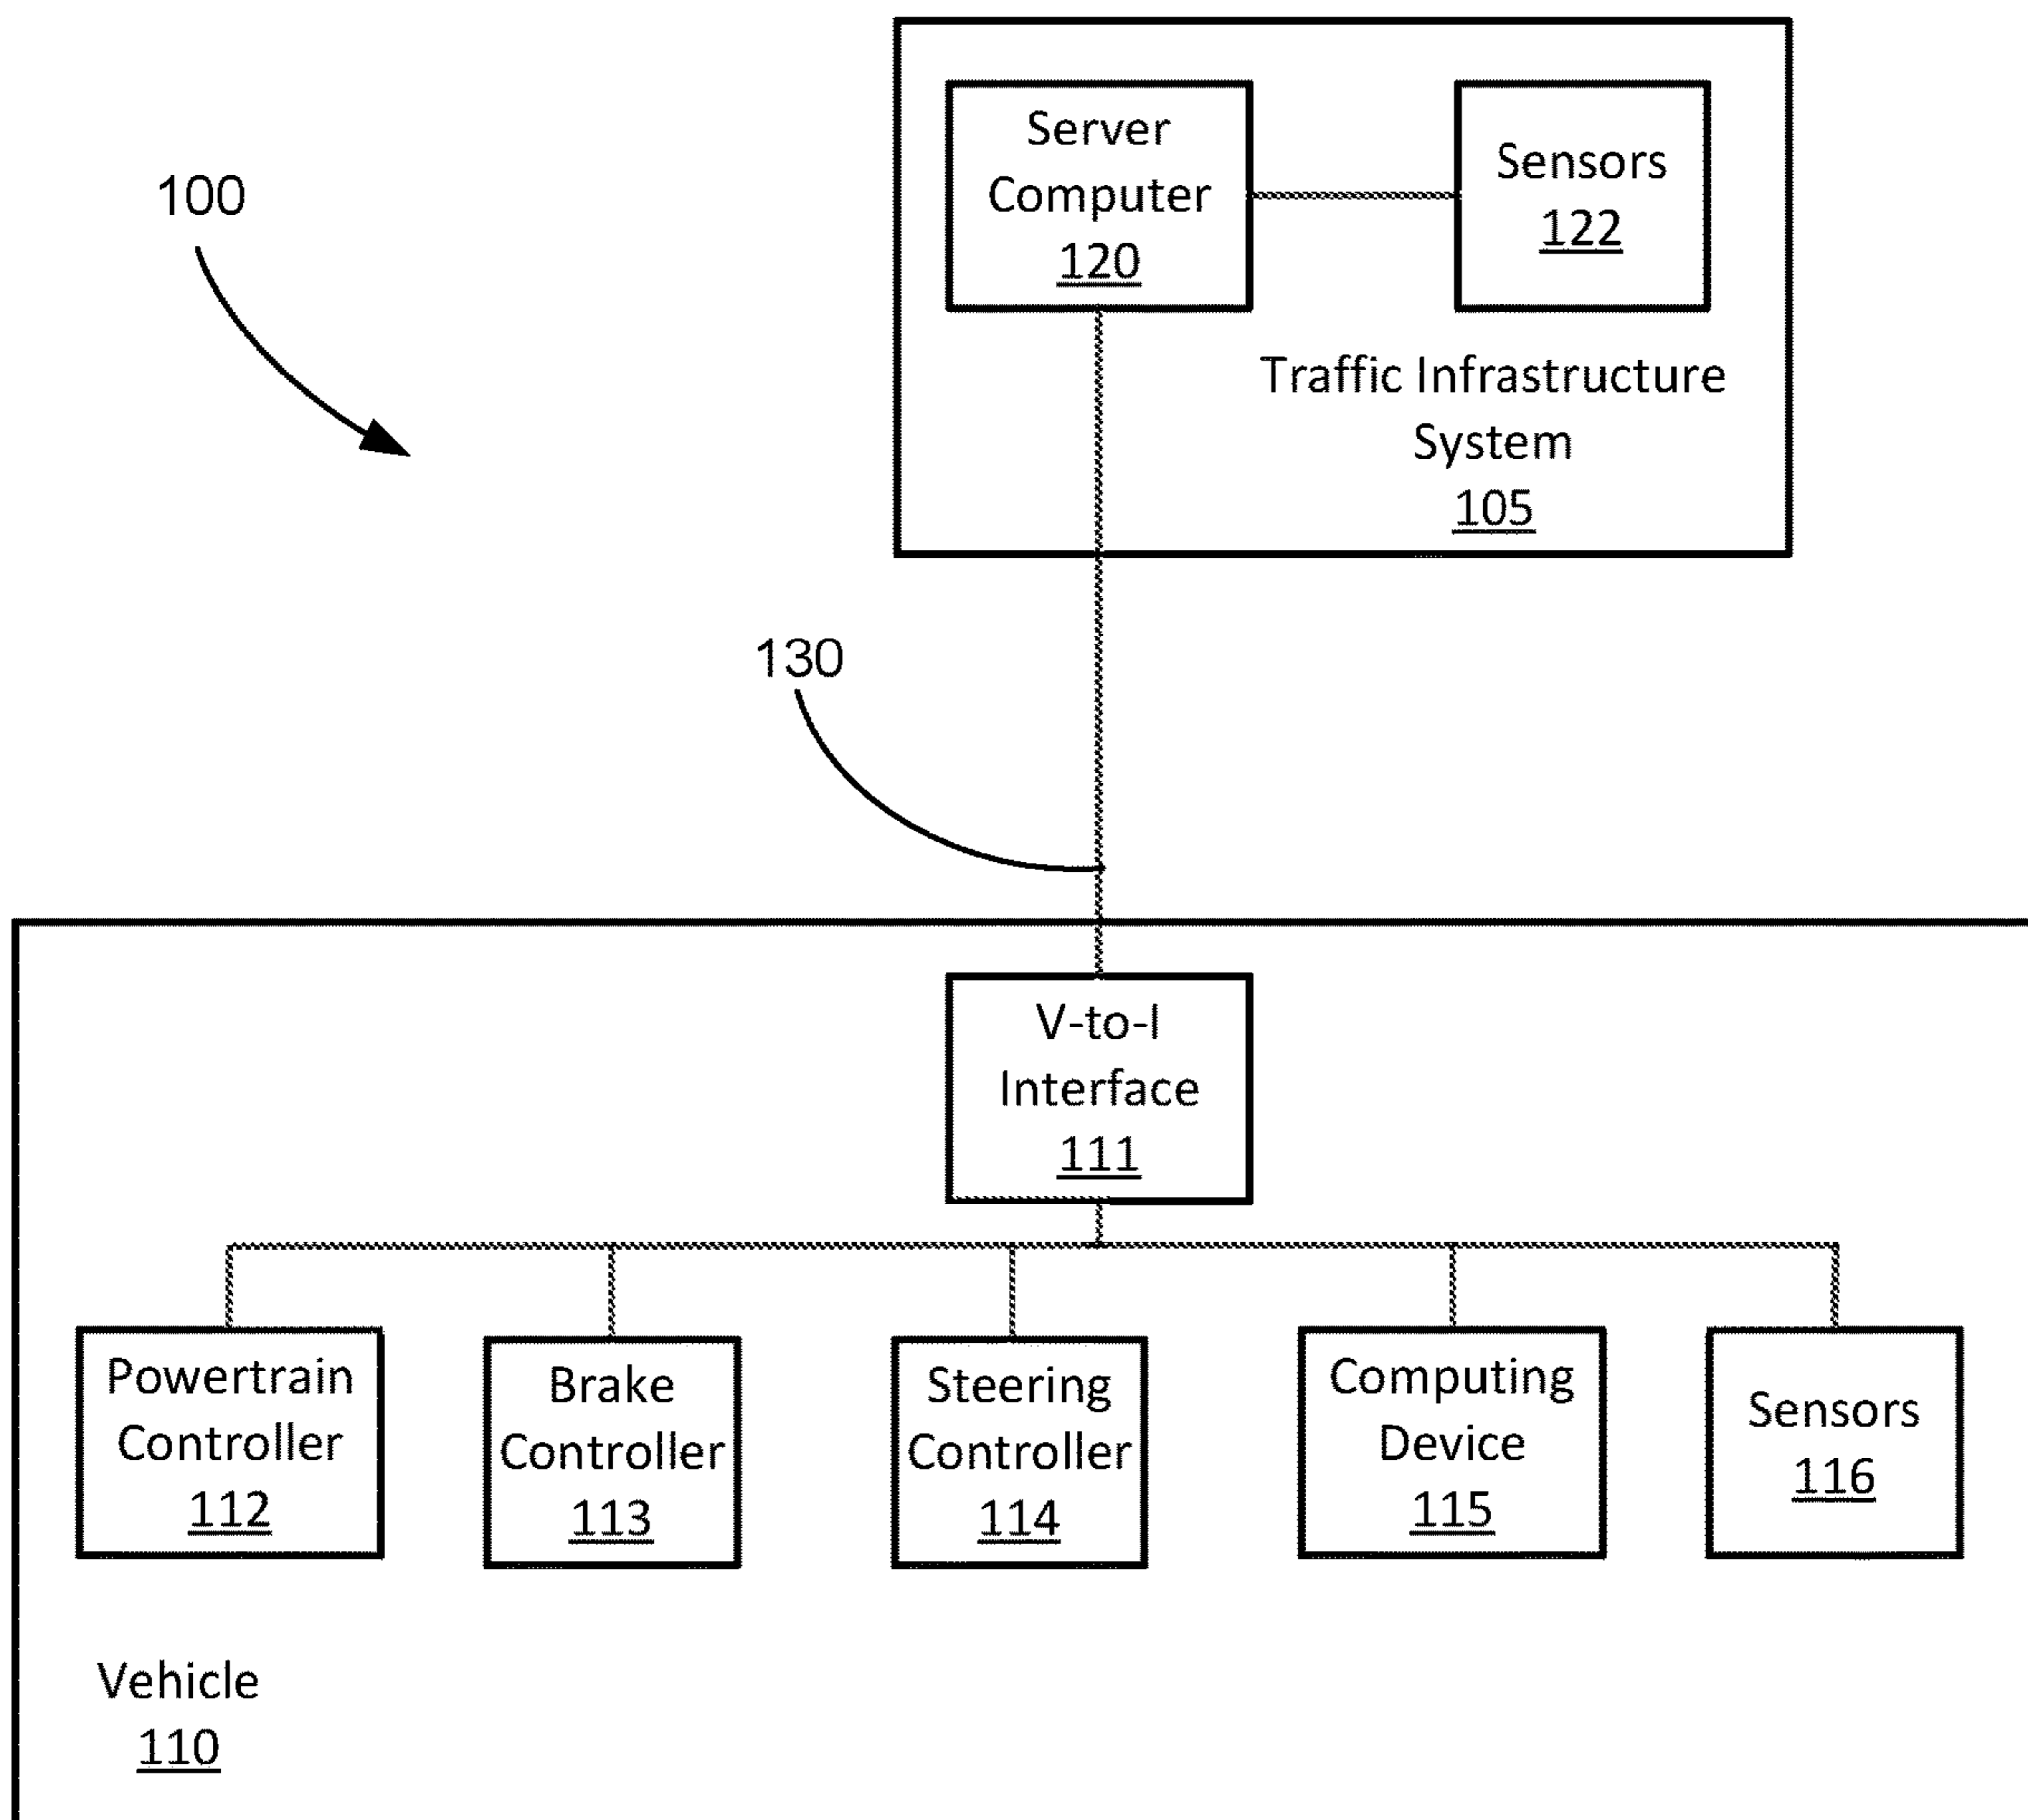 100
Server
Computer
120
Sensors
122
Traffic Infrastructure
System
105
130
V-to-I
Interface
111
Powertrain
Controller
112
Brake
Controller
113
Steering
Controller
114
Computing
Device
115
Sensors
116
Vehicle
110